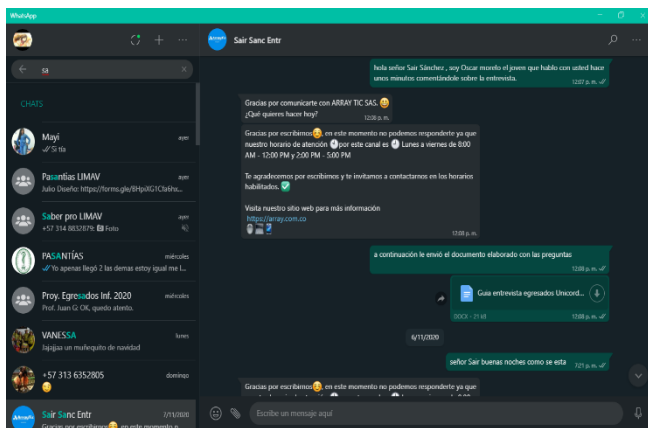 WhatsApp
sa
CHATS
Mayi
ayer
Si tia
Pasantias LIMAV
ayer
Julio Diseño: https://forms.gle/
Saber pro LIMAV
ayer
+57 314 8832879: Foto
PASANTÍAS
miércoles
Yo apenas llegó 2 las demas estoy igual me l...
Proy. Egresados Inf. 2020
miércoles
Prof. Juan G: OK, quedo atento.
VANESSA
lunes
Jajajjaa un muñequito de navidad
+57 313 6352805
domingo
Sair Sanc Entr
7/11/2020
Gracias por escribirnos, en este momento n
Sair Sanc Entr
hola señor Sair Sánchez , soy Oscar morelo el joven que hablo con usted hace
unos minutos comentándole sobre la entrevista.
12:07 p. m.
Gracias por comunicarte con ARRAY TIC SAS.
¿Qué quieres hacer hoy?
12:08 p. m.
Gracias por escribirnos, en este momento no podemos responderte ya que
nuestro horario de atención por este canal es Lunes a viernes de 8:00
AM - 12:00 PM y 2:00 PM - 5:00 PM
Te agradecemos por escribirnos y te invitamos a contactarnos en los horarios
habilitados.
Visita nuestro sitio web para más información
https://array.com.co
12:08 p. m.
a continuación le envió el documento elaborado con las preguntas
12:08 p. m.
Guia entrevista egresados Unicord...
DOCX • 21 kB
12:08 p. m.
6/11/2020
señor Sair buenas noches como se esta
7:21 p. m.
Gracias por escribirnos, en este momento no podemos responderte ya que
Escribe un mensaje aquí